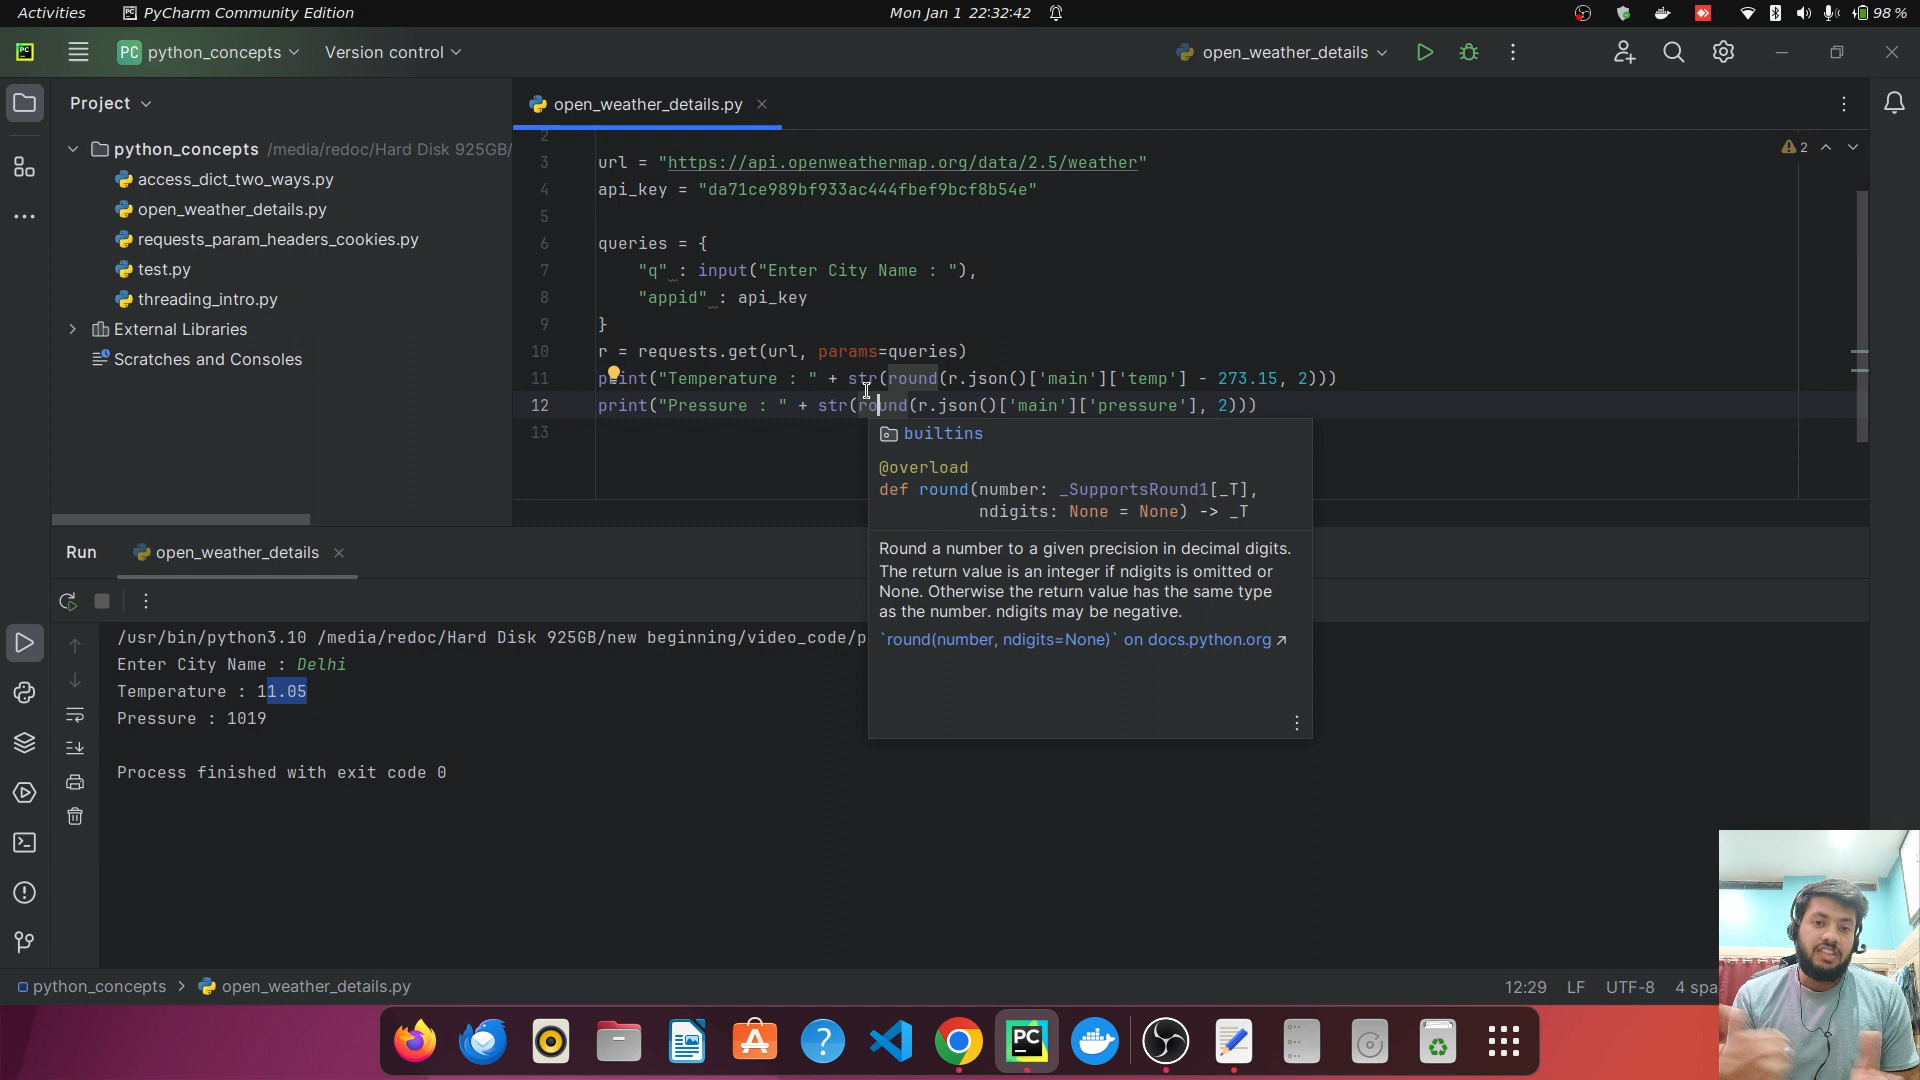 Activities
PyCharm Community Edition
Mon Jan 1 22:32:42
98 %
PC python_concepts
Version control
open_weather_details
Project
open_weather_details.py
python_concepts /media/redoc/Hard Disk 925GB/
access_dict_two_ways.py
open_weather_details.py
requests_param_headers_cookies.py
test.py
threading_intro.py
External Libraries
Scratches and Consoles
2
2
3 url = "https://api.openweathermap.org/data/2.5/weather"
4 api_key = "da71ce989bf933ac444fbef9bcf8b54e"
5
6 queries = {
7 "q" : input("Enter City Name : "),
8 "appid" : api_key
9 }
10 r = requests.get(url, params=queries)
11 print("Temperature : " + str(round(r.json()['main']['temp'] - 273.15, 2)))
12 print("Pressure : " + str(round(r.json()['main']['pressure'], 2)))
13
builtins
@overload
def round(number: _SupportsRound1[_T],
ndigits: None = None) -> _T
Round a number to a given precision in decimal digits.
The return value is an integer if ndigits is omitted or
None. Otherwise the return value has the same type
as the number. ndigits may be negative.
`round(number, ndigits=None)` on docs.python.org ↗
Run
open_weather_details
/usr/bin/python3.10 /media/redoc/Hard Disk 925GB/new beginning/video_code/p
Enter City Name : Delhi
Temperature : 11.05
Pressure : 1019
Process finished with exit code 0
python_concepts > open_weather_details.py
12:29 LF UTF-8 4 spa
PC